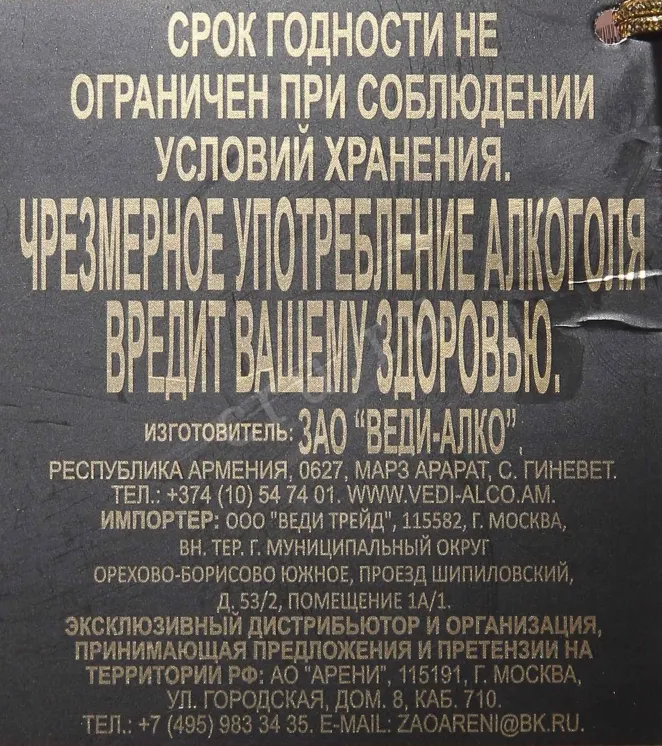 СРОК ГОДНОСТИ НЕ
ОГРАНИЧЕН ПРИ СОБЛЮДЕНИИ
УСЛОВИЙ ХРАНЕНИЯ.
ЧРЕЗМЕРНОЕ УПОТРЕБЛЕНИЕ АЛКОГОЛЯ
ВРЕДИТ ВАШЕМУ ЗДОРОВЬЮ.
ИЗГОТОВИТЕЛЬ: ЗАО "ВЕДИ-АЛКО",
РЕСПУБЛИКА АРМЕНИЯ, 0627, МАРЗ АРАРАТ, С. ГИНЕВЕТ.
ТЕЛ.: +374 (10) 54 74 01. WWW.VEDI-ALCO.AM.
ИМПОРТЕР: ООО "ВЕДИ ТРЕЙД", 115582, Г. МОСКВА,
ВН. ТЕР. Г. МУНИЦИПАЛЬНЫЙ ОКРУГ
ОРЕХОВО-БОРИСОВО ЮЖНОЕ, ПРОЕЗД ШИПИЛОВСКИЙ,
Д. 53/2, ПОМЕЩЕНИЕ 1А/1.
ЭКСКЛЮЗИВНЫЙ ДИСТРИБЬЮТОР И ОРГАНИЗАЦИЯ,
ПРИНИМАЮЩАЯ ПРЕДЛОЖЕНИЯ И ПРЕТЕНЗИИ НА
ТЕРРИТОРИЙ РФ: АО "АРЕНИ", 115191, Г. МОСКВА,
УЛ. ГОРОДСКАЯ, ДОМ. 8, КАБ. 710.
ТЕЛ.: +7 (495) 983 34 35. E-MAIL: ZAOARENI@BK.RU.